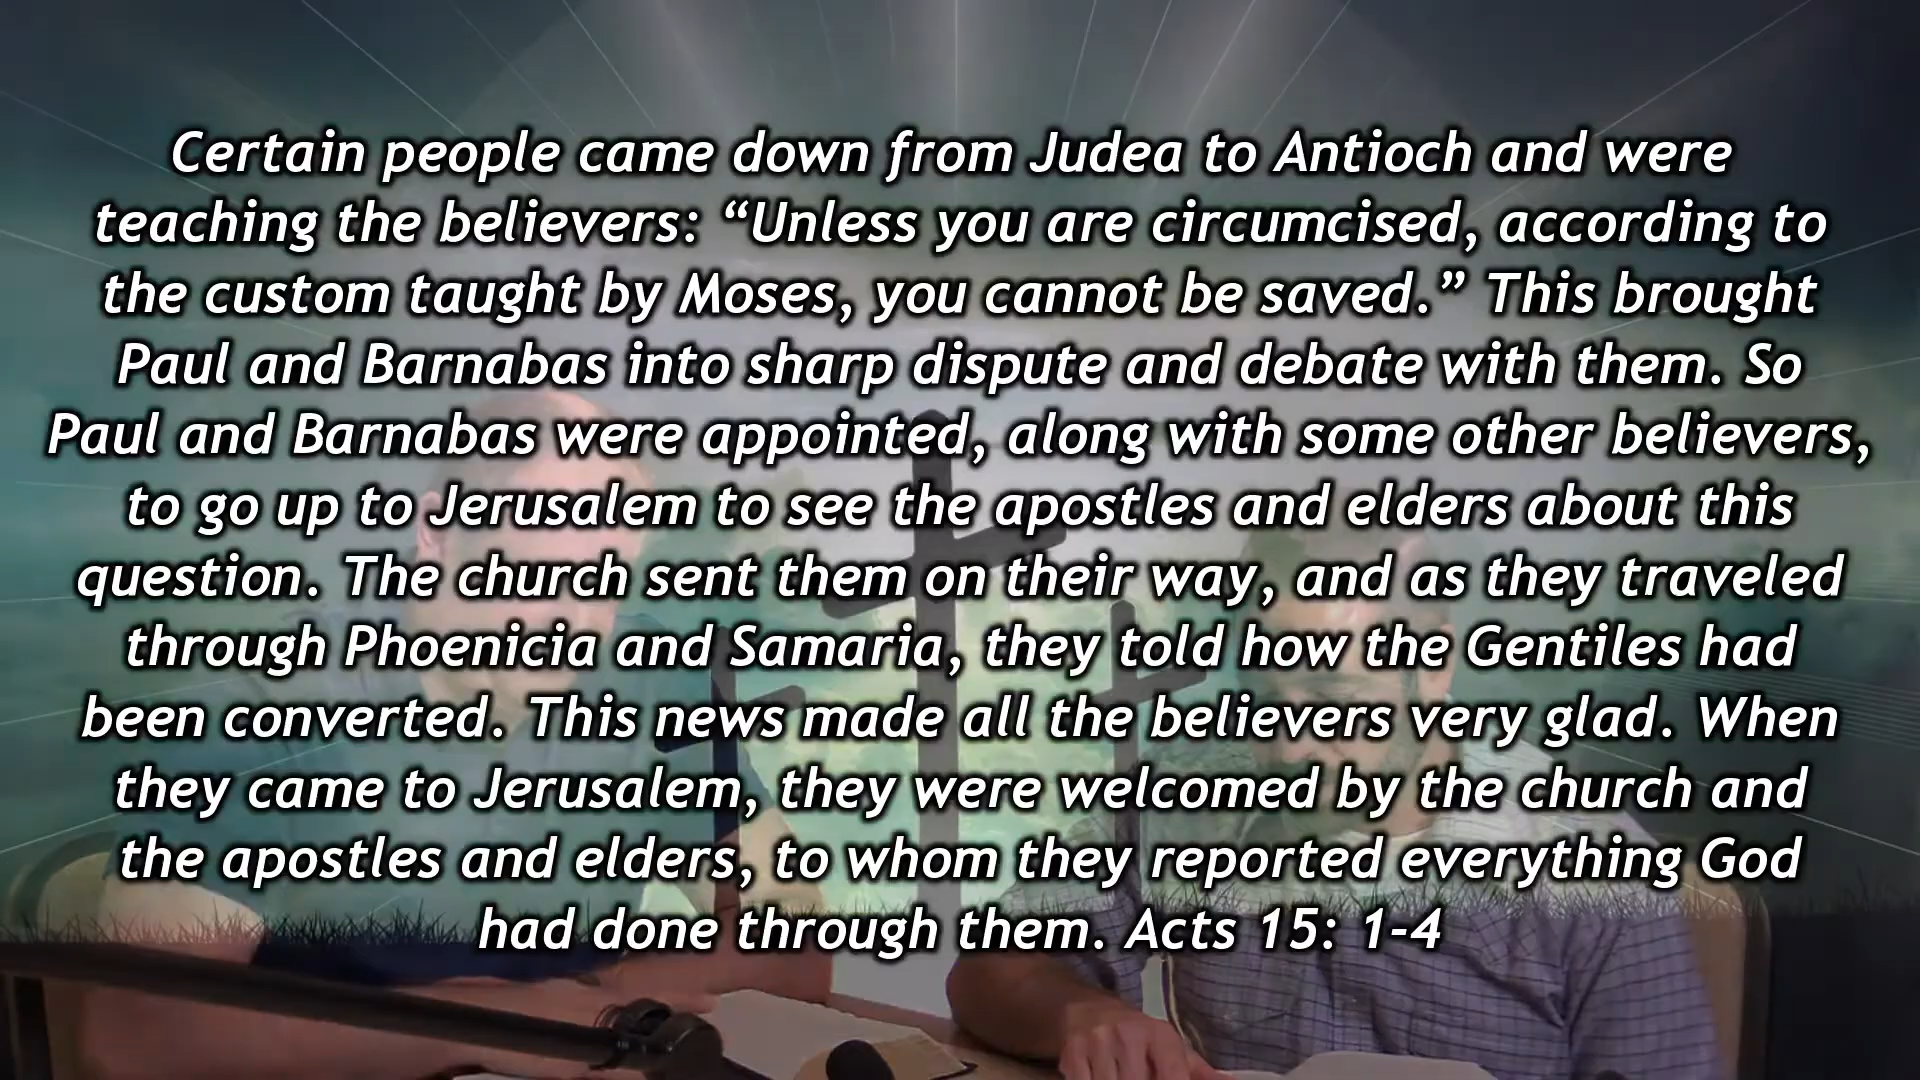 Certain people came down from Judea to Antioch and were
teaching the believers: “Unless you are circumcised, according to
the custom taught by Moses, you cannot be saved.” This brought
Paul and Barnabas into sharp dispute and debate with them. So
Paul and Barnabas were appointed, along with some other believers,
to go up to Jerusalem to see the apostles and elders about this
question. The church sent them on their way, and as they traveled
through Phoenicia and Samaria, they told how the Gentiles had
been converted. This news made all the believers very glad. When
they came to Jerusalem, they were welcomed by the church and
the apostles and elders, to whom they reported everything God
had done through them. Acts 15: 1-4